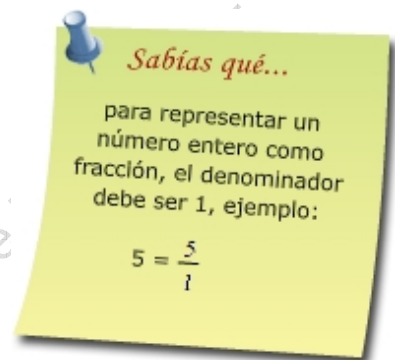 Sabías qué...
para representar un
número entero como
fracción, el denominador
debe ser 1, ejemplo:
5 = 5/1